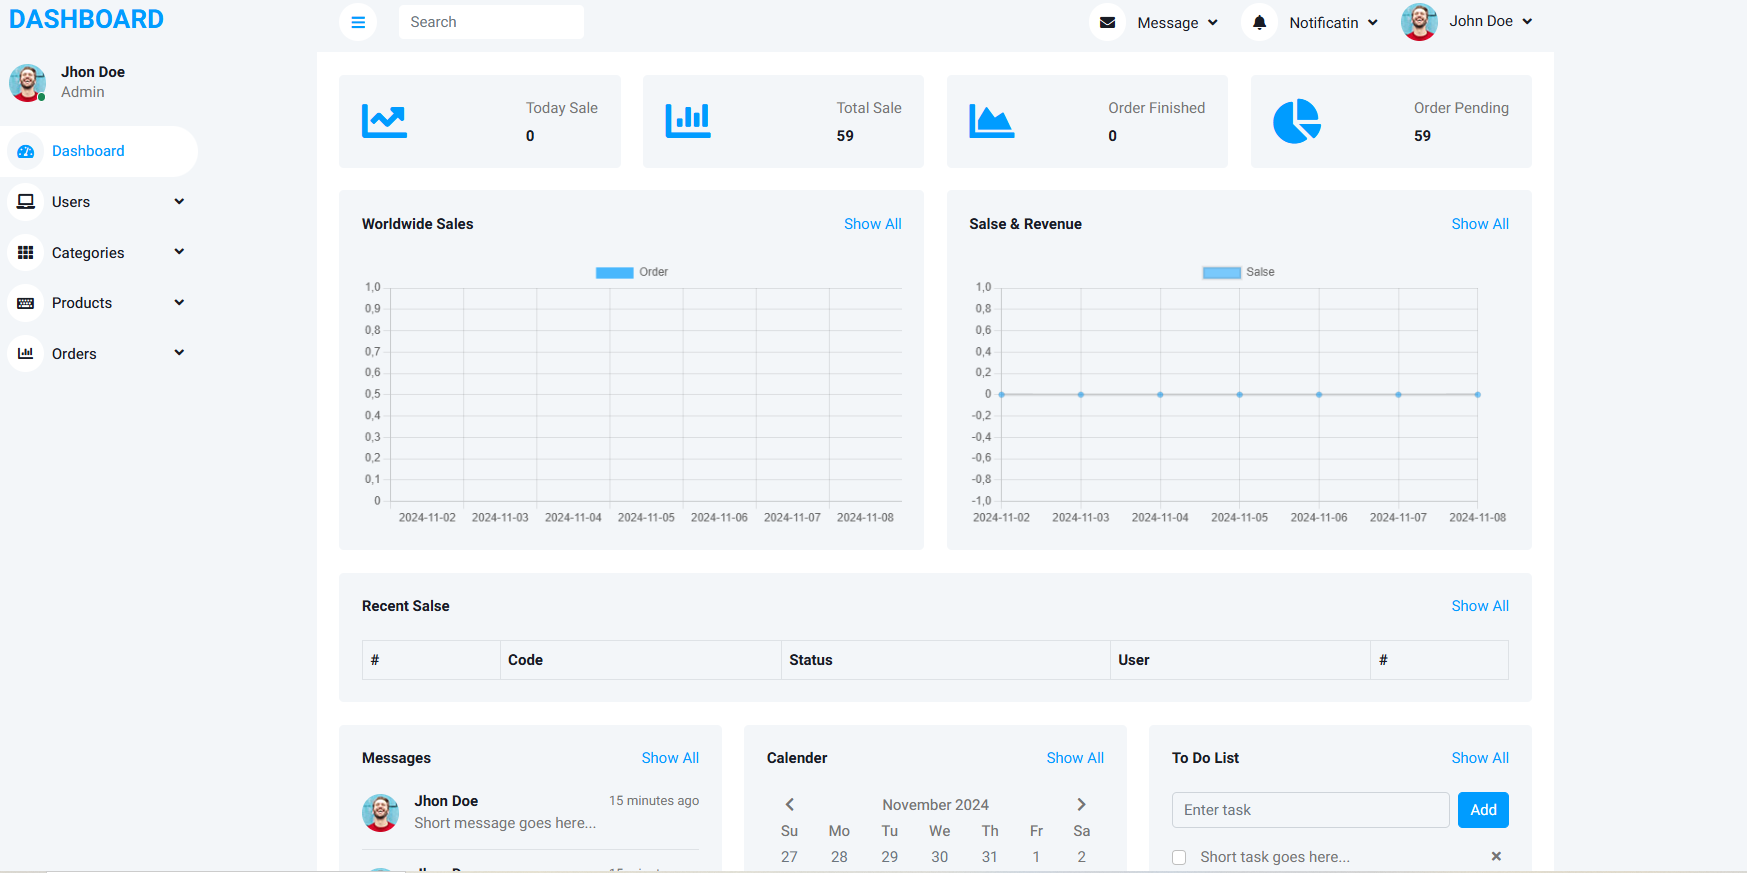 DASHBOARD
Search
Message
Notificatin
John Doe
Jhon Doe
Admin
Dashboard
Users
Categories
Products
Orders
Today Sale
0
Total Sale
59
Order Finished
0
Order Pending
59
Worldwide Sales
Show All
Order
1,0
0,9
0,8
0,7
0,6
0,5
0,4
0,3
0,2
0,1
0
2024-11-02 2024-11-03 2024-11-04 2024-11-05 2024-11-06 2024-11-07 2024-11-08
Salse & Revenue
Show All
Salse
1,0
0,8
0,6
0,4
0,2
0
-0,2
-0,4
-0,6
-0,8
-1,0
2024-11-02 2024-11-03 2024-11-04 2024-11-05 2024-11-06 2024-11-07 2024-11-08
Recent Salse
Show All
# Code Status User #
Messages
Show All
Jhon Doe
15 minutes ago
Short message goes here...
Calender
Show All
November 2024
Su Mo Tu We Th Fr Sa
27 28 29 30 31 1 2
To Do List
Show All
Enter task
Add
Short task goes here...